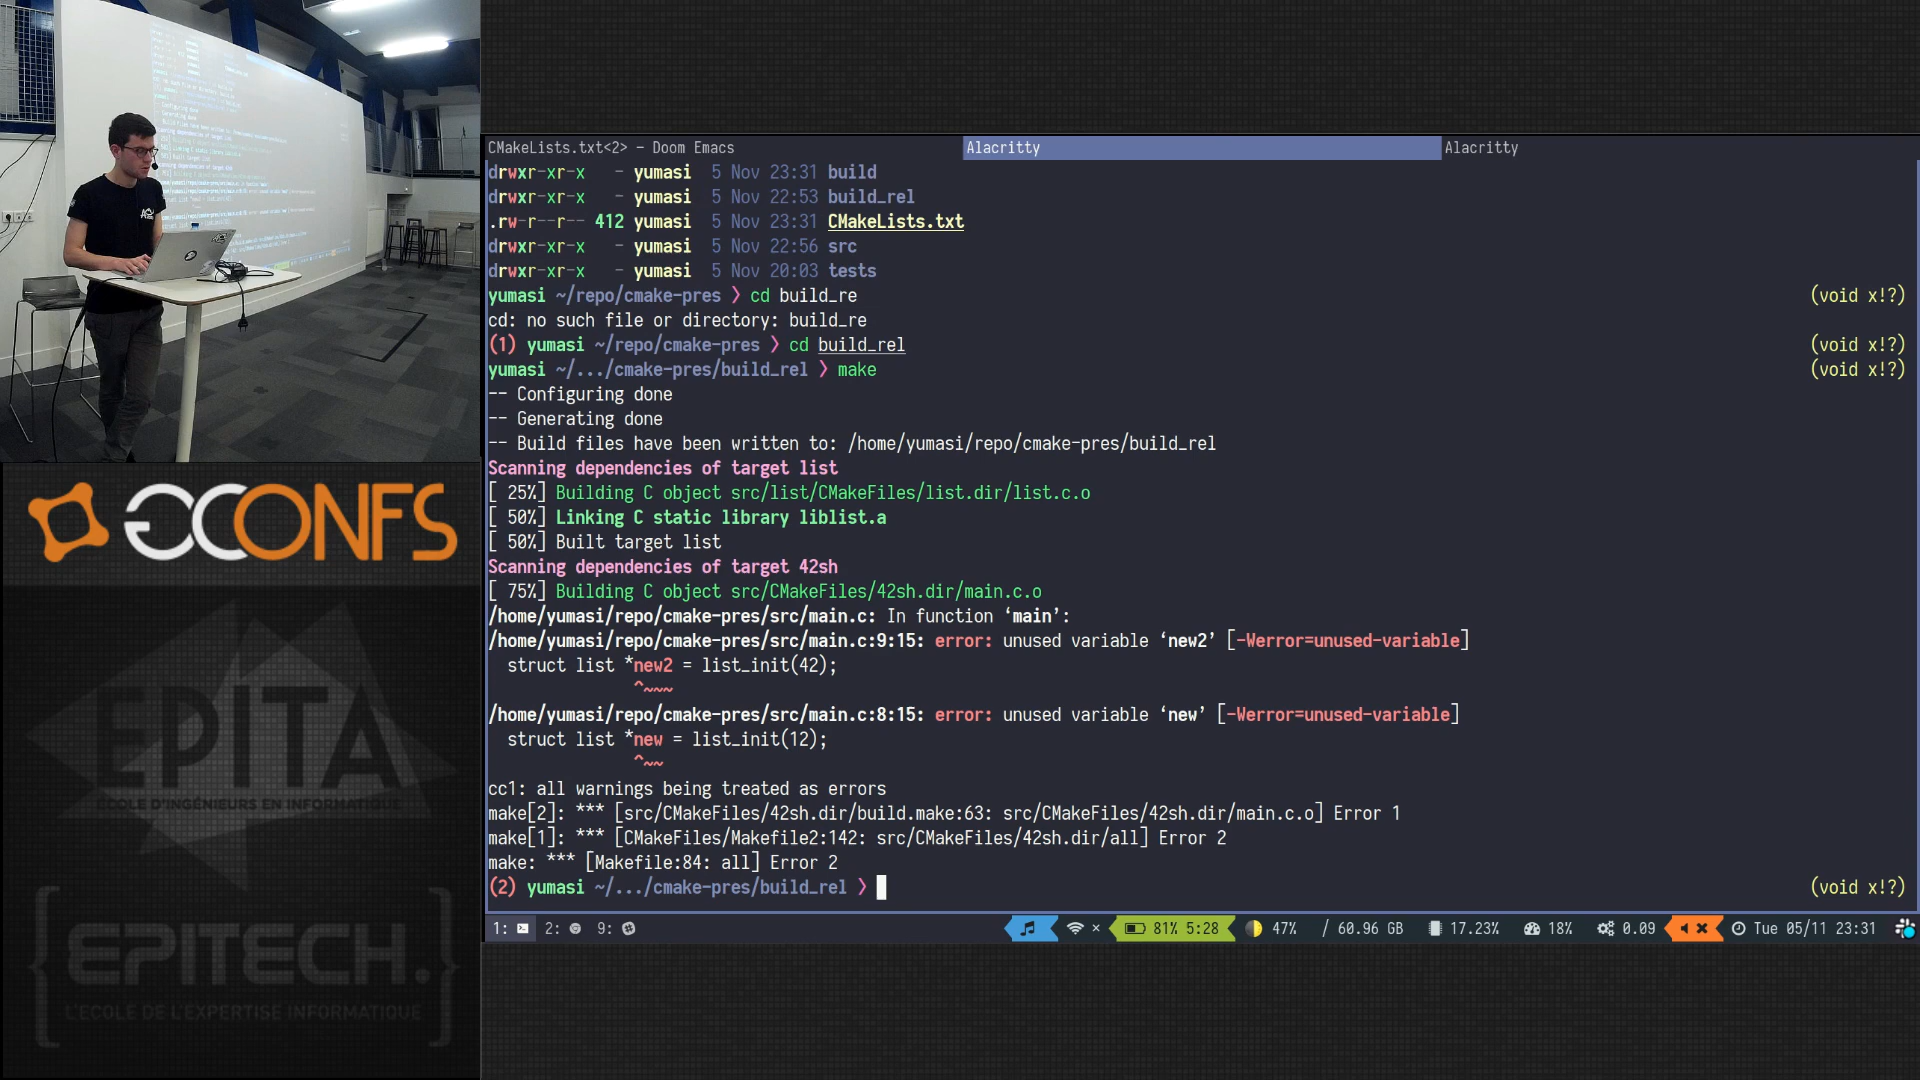 CMakeLists.txt<2> – Doom Emacs
Alacritty
Alacritty
drwxr-xr-x - yumasi 5 Nov 23:31 build
drwxr-xr-x - yumasi 5 Nov 22:53 build_rel
.rw-r--r-- 412 yumasi 5 Nov 23:31 CMakeLists.txt
drwxr-xr-x - yumasi 5 Nov 22:56 src
drwxr-xr-x - yumasi 5 Nov 20:03 tests
yumasi ~/repo/cmake-pres ❯ cd build_re (void x!?)
cd: no such file or directory: build_re
(1) yumasi ~/repo/cmake-pres ❯ cd build_rel (void x!?)
yumasi ~/.../cmake-pres/build_rel ❯ make (void x!?)
-- Configuring done
-- Generating done
-- Build files have been written to: /home/yumasi/repo/cmake-pres/build_rel
Scanning dependencies of target list
[ 25%] Building C object src/list/CMakeFiles/list.dir/list.c.o
[ 50%] Linking C static library liblist.a
[ 50%] Built target list
Scanning dependencies of target 42sh
[ 75%] Building C object src/CMakeFiles/42sh.dir/main.c.o
/home/yumasi/repo/cmake-pres/src/main.c: In function ‘main’:
/home/yumasi/repo/cmake-pres/src/main.c:9:15: error: unused variable ‘new2’ [-Werror=unused-variable]
struct list *new2 = list_init(42);
^~~~
/home/yumasi/repo/cmake-pres/src/main.c:8:15: error: unused variable ‘new’ [-Werror=unused-variable]
struct list *new = list_init(12);
^~~
cc1: all warnings being treated as errors
make[2]: *** [src/CMakeFiles/42sh.dir/build.make:63: src/CMakeFiles/42sh.dir/main.c.o] Error 1
make[1]: *** [CMakeFiles/Makefile2:142: src/CMakeFiles/42sh.dir/all] Error 2
make: *** [Makefile:84: all] Error 2
(2) yumasi ~/.../cmake-pres/build_rel ❯ (void x!?)
1: 2: 9: × 81% 5:28 47% / 60.96 GB 17.23% 18% 0.09 Tue 05/11 23:31
CONFS
EPITA
ÉCOLE D'INGÉNIEURS EN INFORMATIQUE
{EPITECH.}
L'ECOLE DE L'EXPERTISE INFORMATIQUE